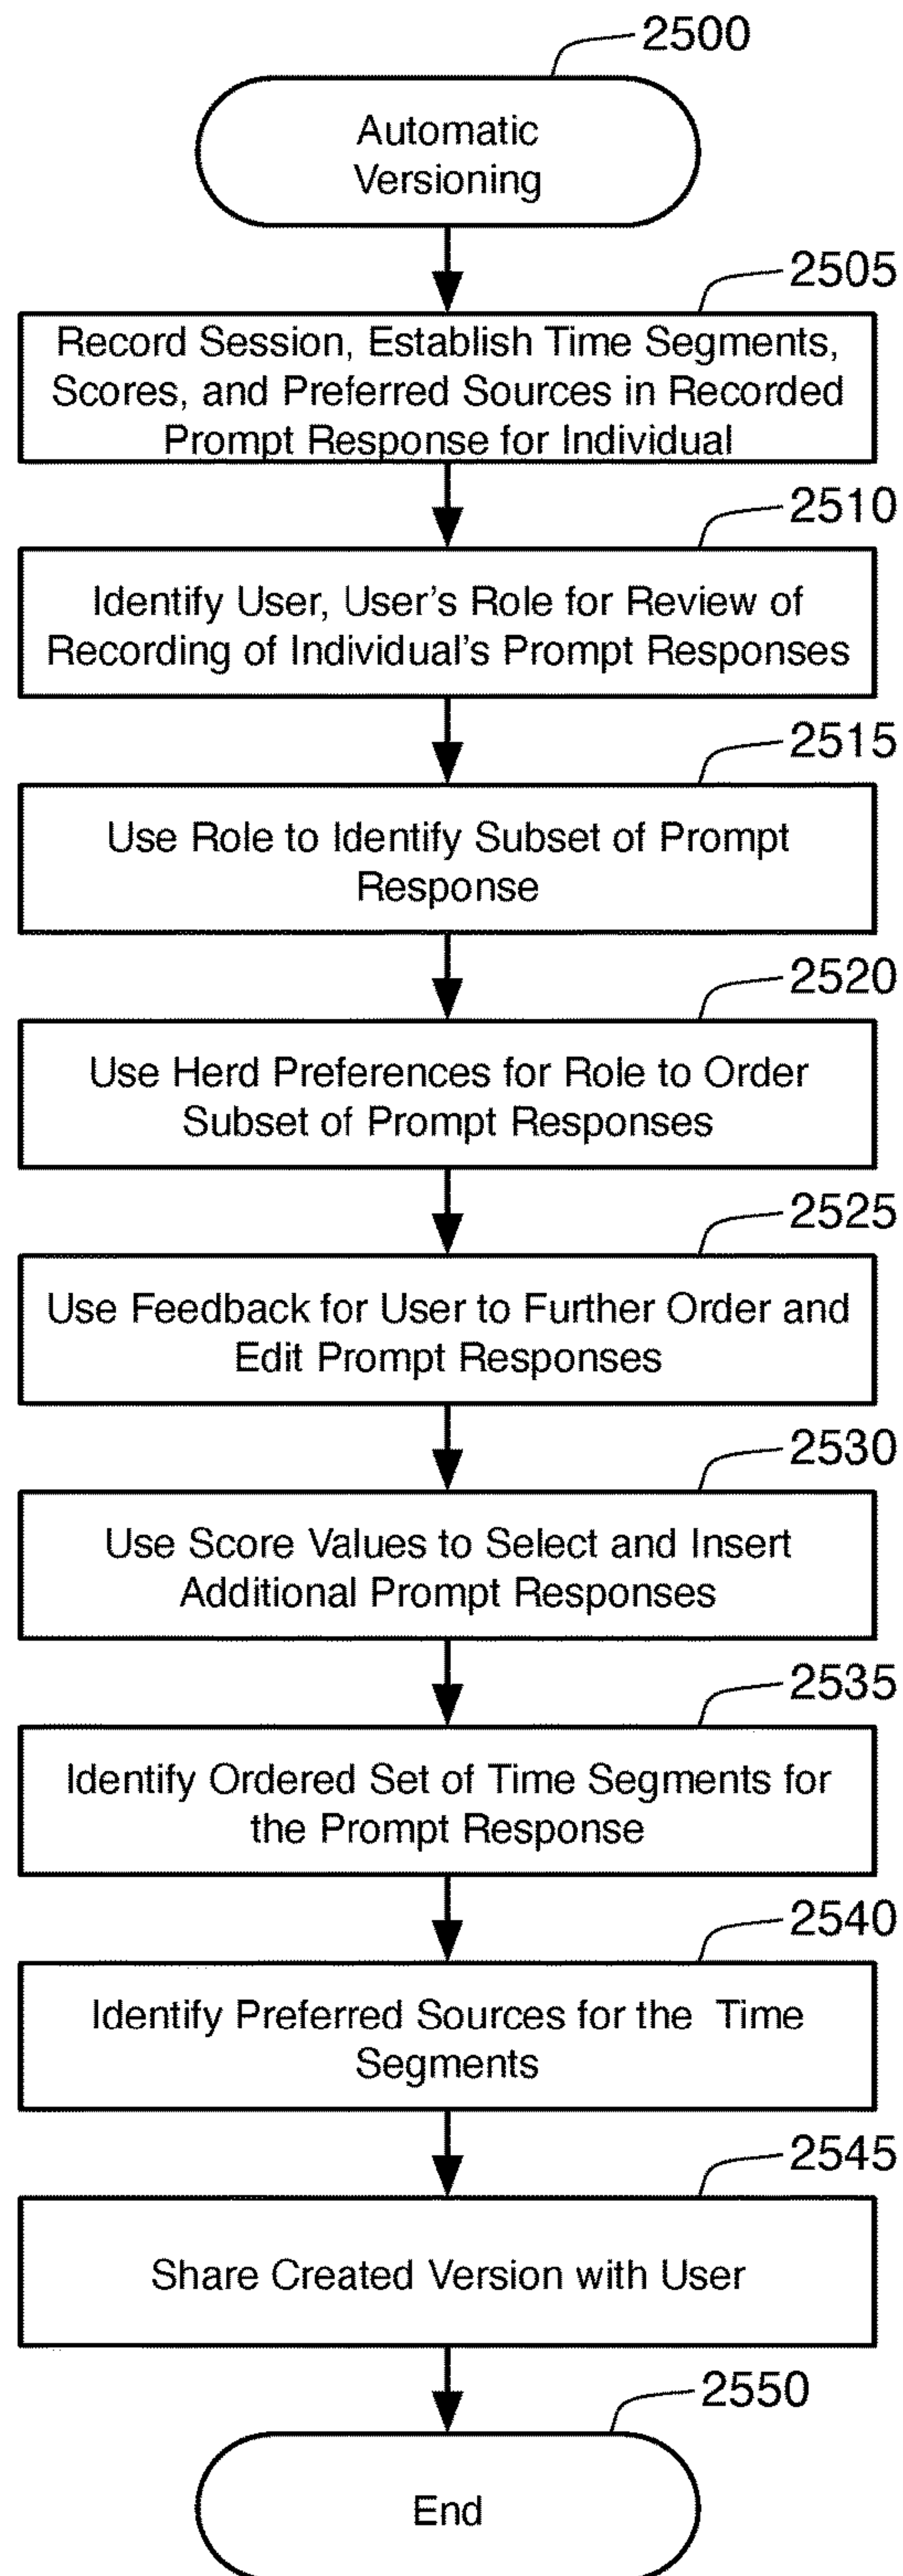 2500
Automatic
Versioning
2505
Record Session, Establish Time Segments,
Scores, and Preferred Sources in Recorded
Prompt Response for Individual
2510
Identify User, User's Role for Review of
Recording of Individual's Prompt Responses
2515
Use Role to Identify Subset of Prompt
Response
2520
Use Herd Preferences for Role to Order
Subset of Prompt Responses
2525
Use Feedback for User to Further Order and
Edit Prompt Responses
2530
Use Score Values to Select and Insert
Additional Prompt Responses
2535
Identify Ordered Set of Time Segments for
the Prompt Response
2540
Identify Preferred Sources for the Time
Segments
2545
Share Created Version with User
2550
End